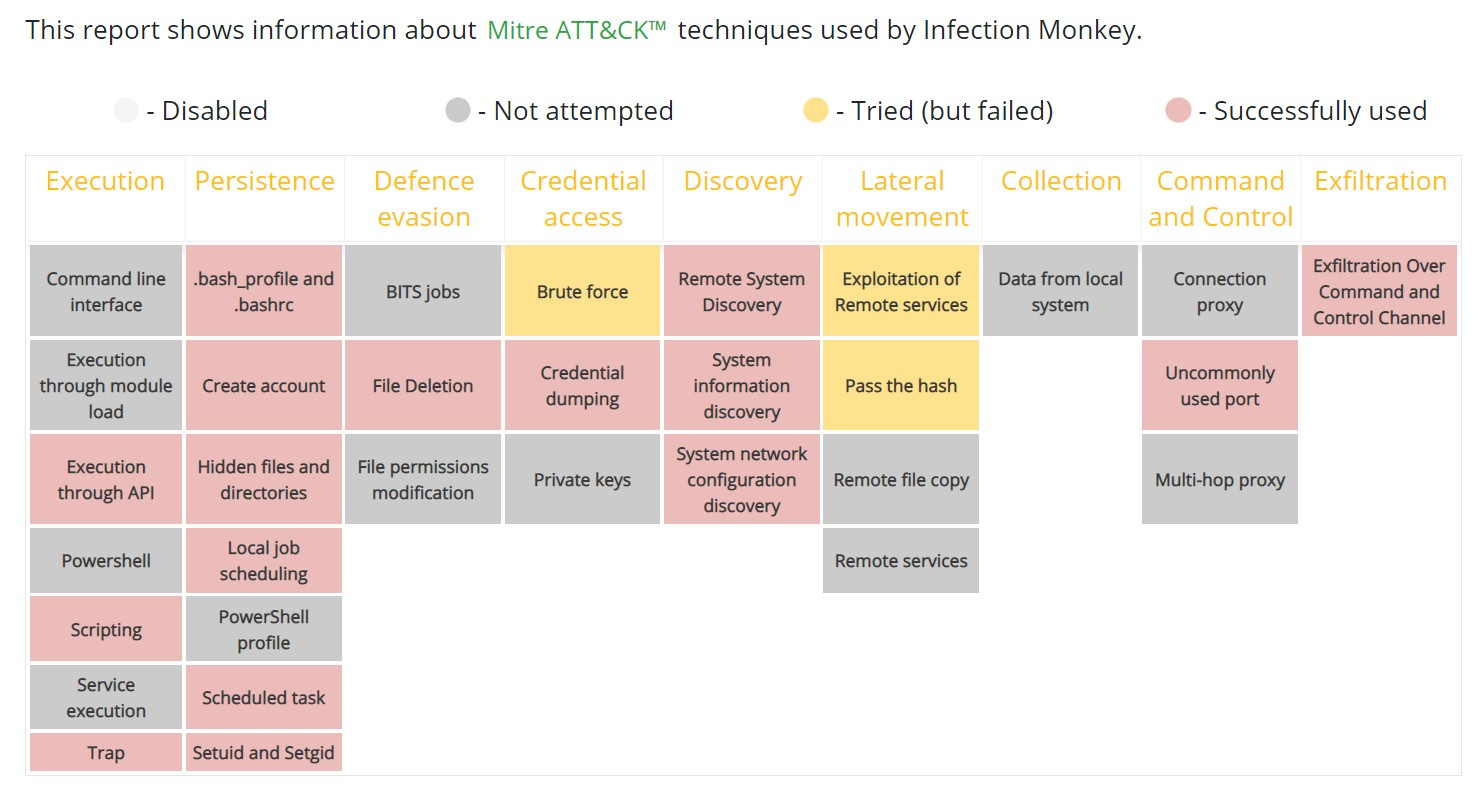 This report shows information about Mitre ATT&CK™ techniques used by Infection Monkey.
- Disabled
- Not attempted
- Tried (but failed)
- Successfully used
Execution
Persistence
Defence
evasion
Credential
access
Discovery
Lateral
movement
Collection
Command
and Control
Exfiltration
Command line
interface
.bash_profile and
.bashrc
BITS jobs
Brute force
Remote System
Discovery
Exploitation of
Remote services
Data from local
system
Connection
proxy
Exfiltration Over
Command and
Control Channel
Execution
through module
load
Create account
File Deletion
Credential
dumping
System
information
discovery
Pass the hash
Uncommonly
used port
Execution
through API
Hidden files and
directories
File permissions
modification
Private keys
System network
configuration
discovery
Remote file copy
Multi-hop proxy
Powershell
Local job
scheduling
Remote services
Scripting
PowerShell
profile
Service
execution
Scheduled task
Trap
Setuid and Setgid